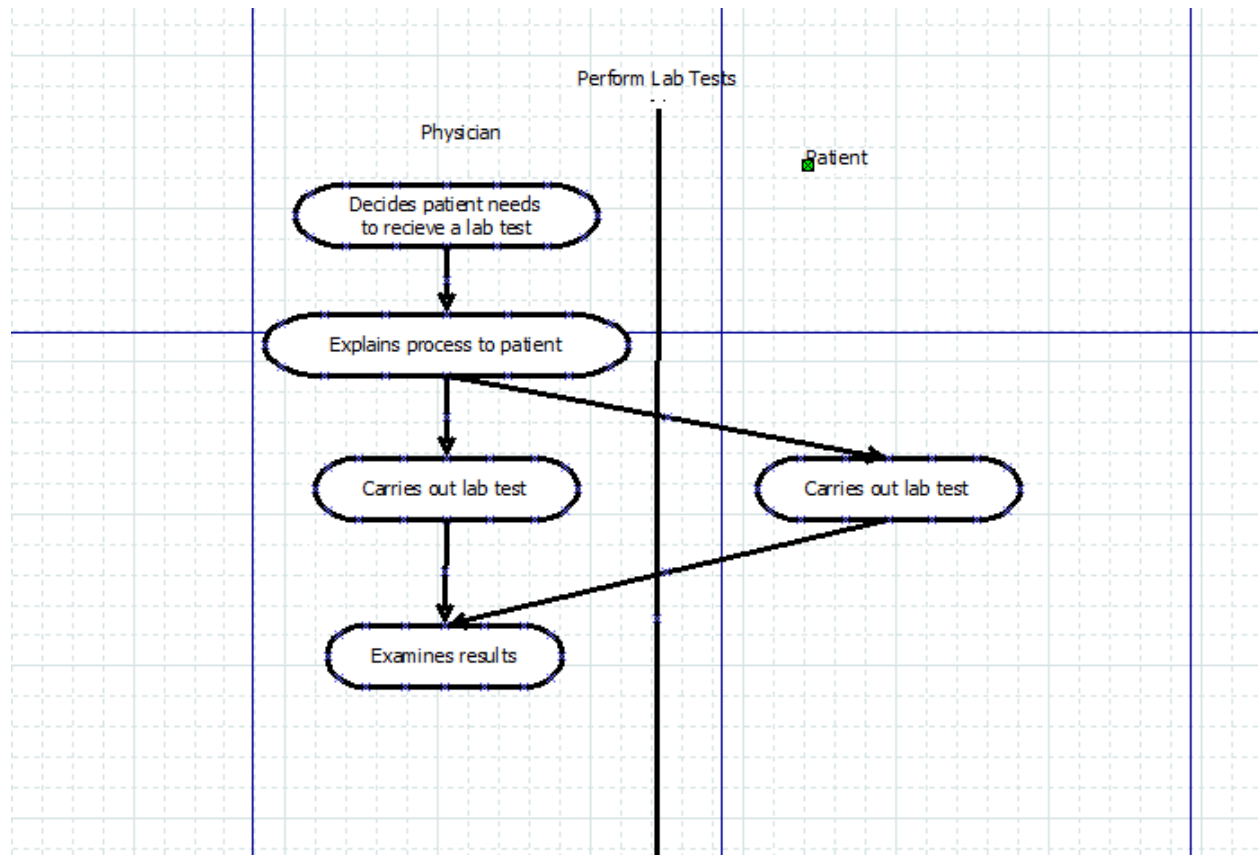 Perform Lab Tests
Physician
Patient
Decides patient needs
to recieve a lab test
Explains process to patient
Carries out lab test
Carries out lab test
Examines results